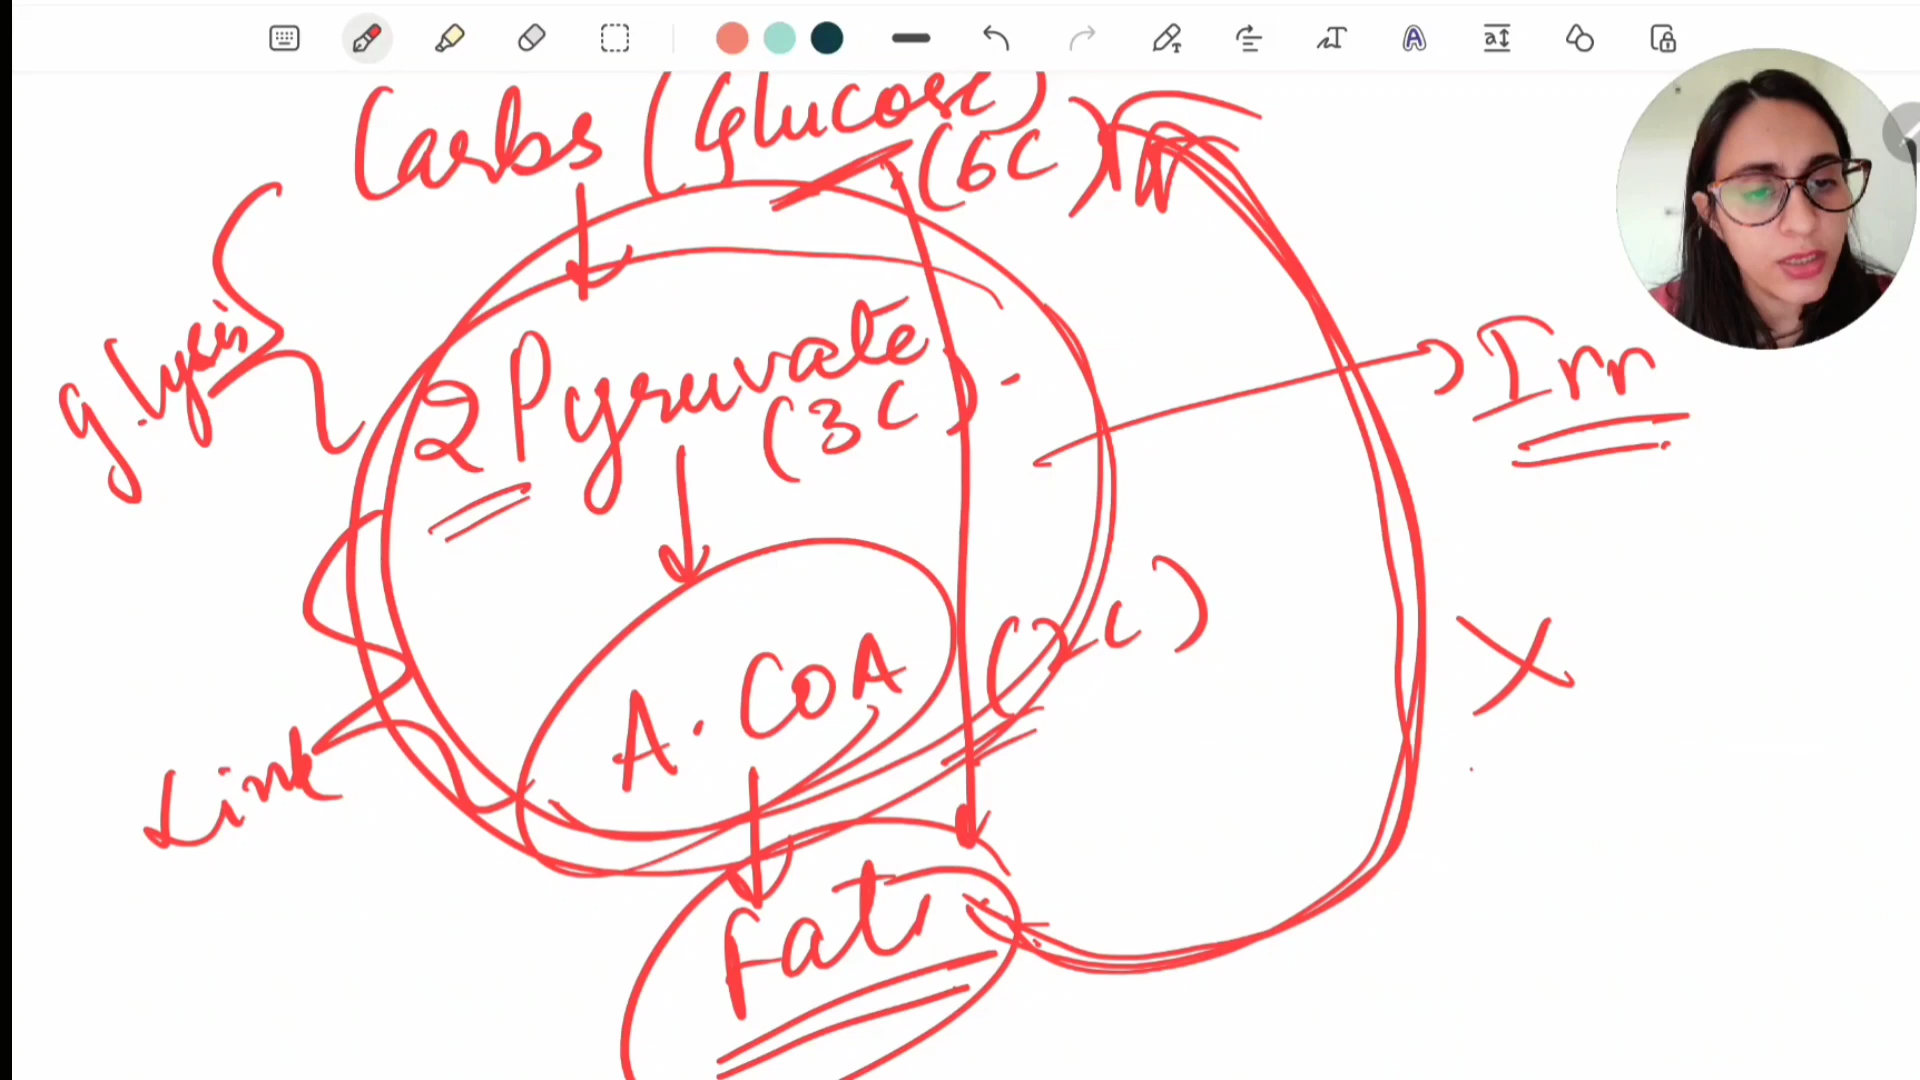 Carbs (Glucose)
(6C)
g.lysis
2 Pyruvate
(3C)
Irr
A. CoA
(2C)
X
Link
Fat